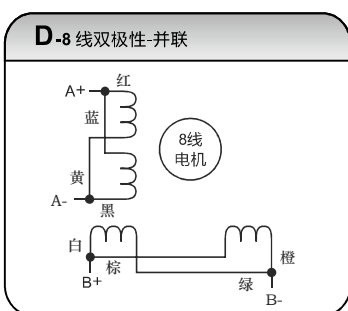 D-8 线双极性-并联
红
A+
蓝
8线
电机
黄
A-
黑
白
橙
棕
B+
绿
B-